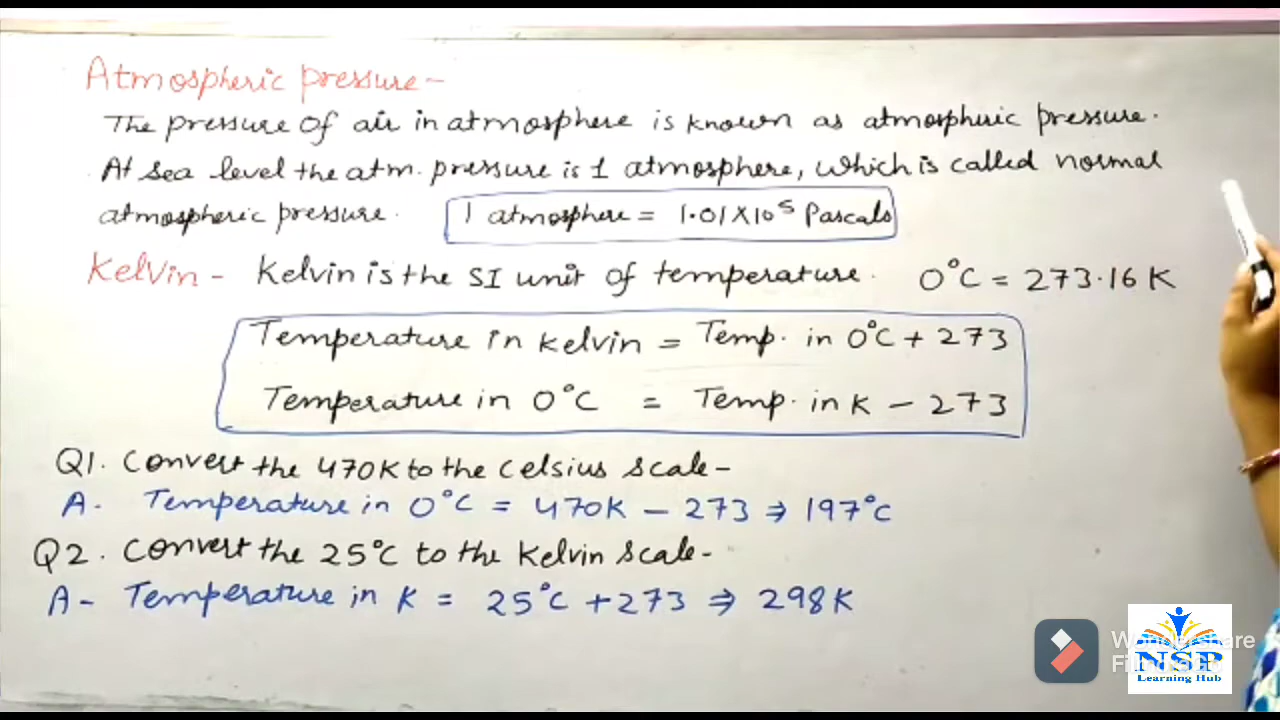 Atmospheric pressure -
The pressure of air in atmosphere is known as atmospheric pressure.
At sea level the atm. pressure is 1 atmosphere, which is called normal
atmospheric pressure. 1 atmosphere = 1.01X10⁵ Pascals
Kelvin - Kelvin is the SI unit of temperature. 0°C = 273.16 K
Temperature in kelvin = Temp. in 0°C + 273
Temperature in 0°C = Temp. in K - 273
Q1. Convert the 470K to the Celsius scale -
A. Temperature in 0°C = 470K - 273 ⇒ 197°C
Q2. Convert the 25°C to the Kelvin scale -
A - Temperature in K = 25°C + 273 ⇒ 298K
Wondershare
NSP
Learning Hub